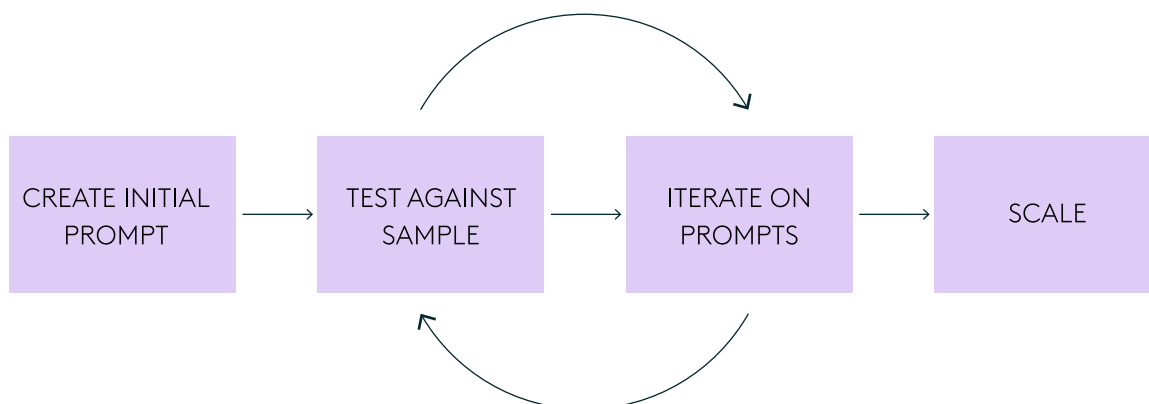 CREATE INITIAL
PROMPT
TEST AGAINST
SAMPLE
ITERATE ON
PROMPTS
SCALE